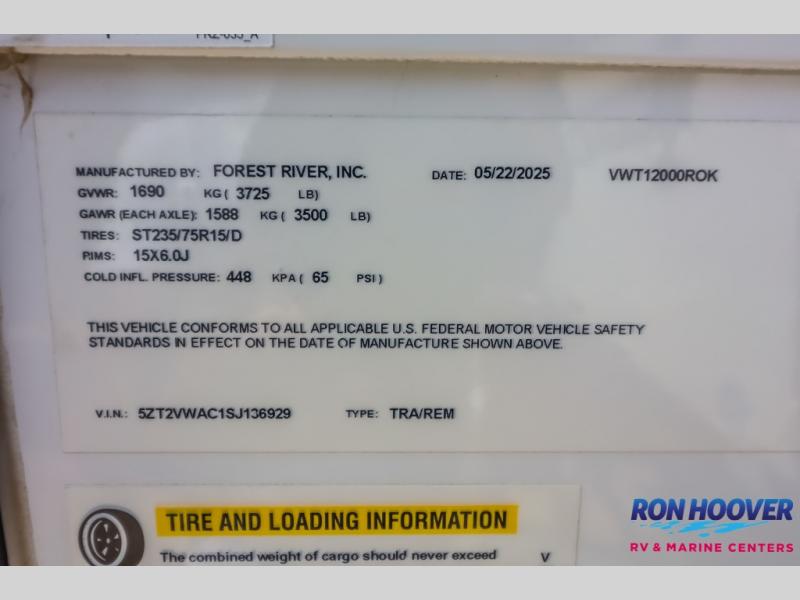 MANUFACTURED BY: FOREST RIVER, INC. DATE: 05/22/2025 VWT12000ROK
GVWR: 1690 KG ( 3725 LB)
GAWR (EACH AXLE): 1588 KG ( 3500 LB)
TIRES: ST235/75R15/D
RIMS: 15X6.0J
COLD INFL. PRESSURE: 448 KPA ( 65 PSI )
THIS VEHICLE CONFORMS TO ALL APPLICABLE U.S. FEDERAL MOTOR VEHICLE SAFETY
STANDARDS IN EFFECT ON THE DATE OF MANUFACTURE SHOWN ABOVE.
V.I.N.: 5ZT2VWAC1SJ136929 TYPE: TRA/REM
TIRE AND LOADING INFORMATION
The combined weight of cargo should never exceed V
RON HOOVER
RV & MARINE CENTERS